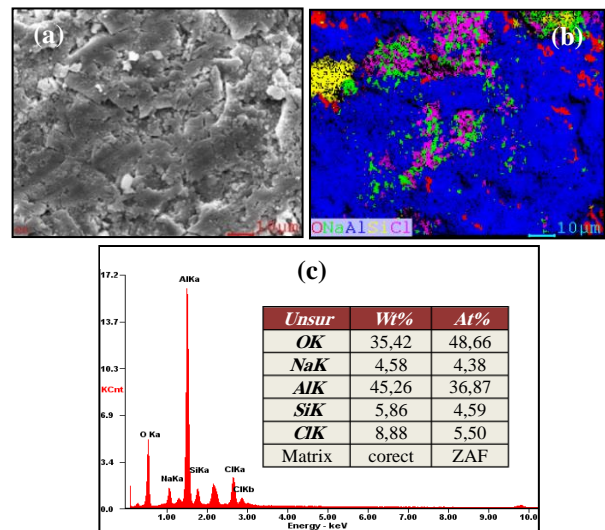 (a)
10μm
(b)
ONaAlSiCl
10μm
(c)
17.2
13.7
10.3
KCnt
6.9
3.4
0.0
AlKa
O Ka
NaKa
SiKa
ClKa
ClKb
1.00 2.00 3.00 4.00 5.00 6.00 7.00 8.00 9.00 10.0
Energy - keV
Unsur Wt% At%
OK 35,42 48,66
NaK 4,58 4,38
AlK 45,26 36,87
SiK 5,86 4,59
ClK 8,88 5,50
Matrix corect ZAF